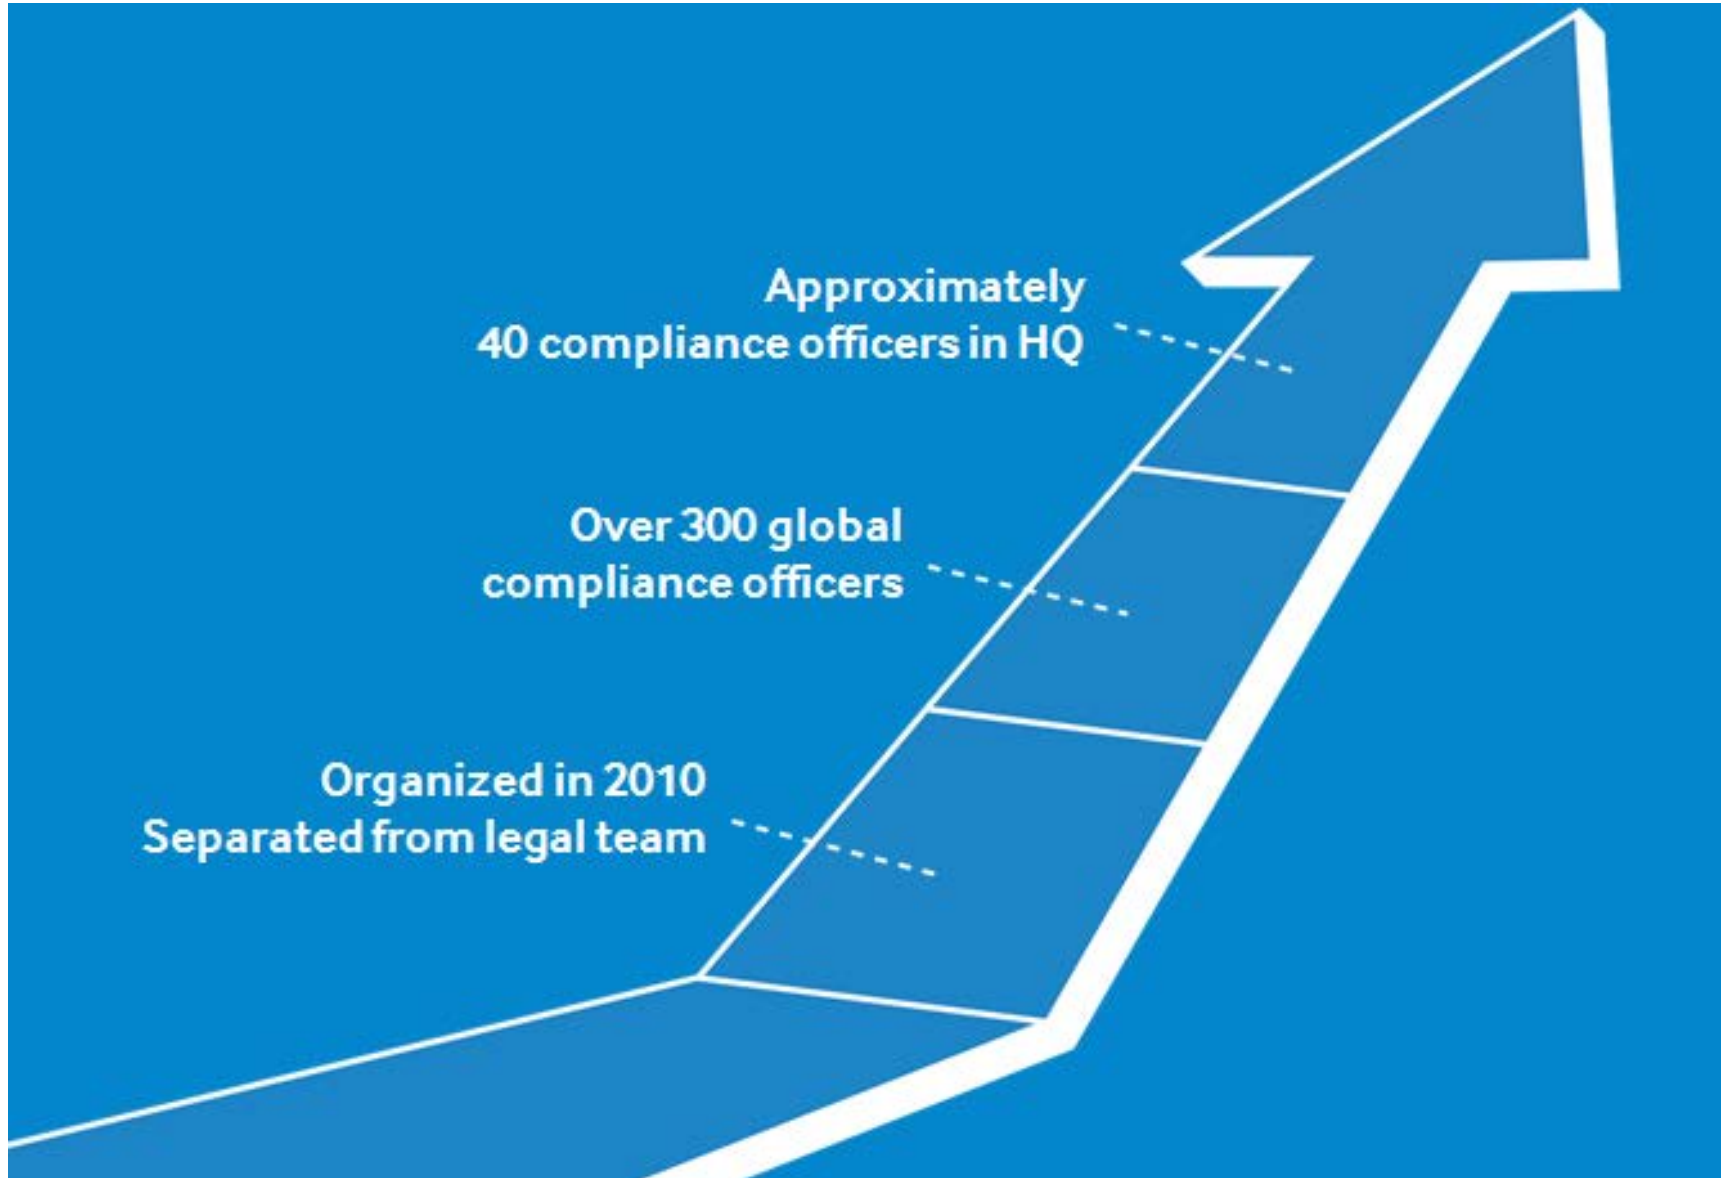 Approximately
40 compliance officers in HQ
Over 300 global
compliance officers
Organized in 2010
Separated from legal team